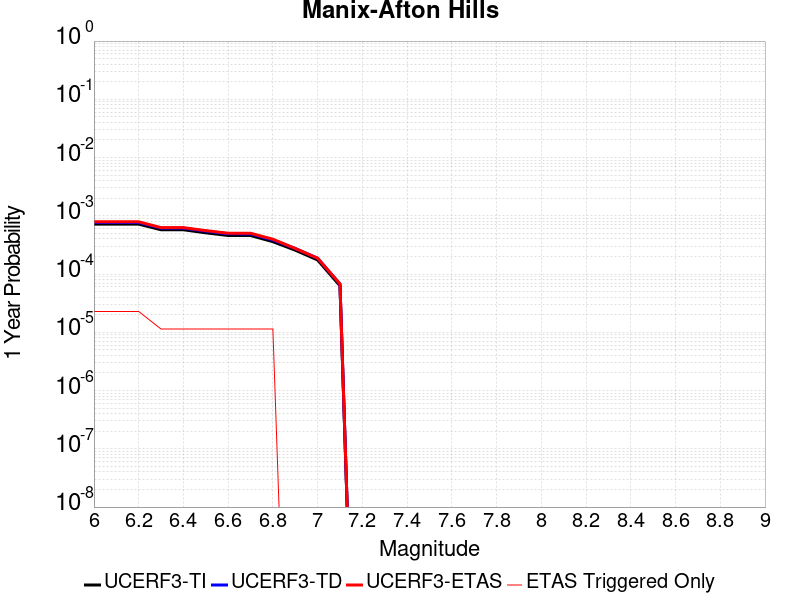 Manix-Afton Hills
10^0
10^-1
10^-2
10^-3
10^-4
10^-5
10^-6
10^-7
10^-8
1 Year Probability
6 6.2 6.4 6.6 6.8 7 7.2 7.4 7.6 7.8 8 8.2 8.4 8.6 8.8 9
Magnitude
UCERF3-TI UCERF3-TD UCERF3-ETAS ETAS Triggered Only